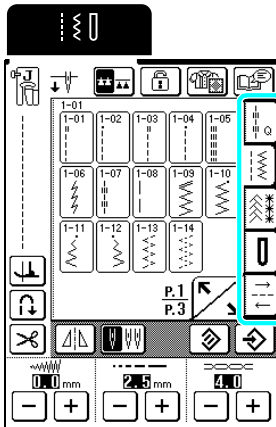 J
1-01
1-01 1-02 1-03 1-04 1-05
Q
1-06 1-07 1-08 1-09 1-10
1-11 1-12 1-13 1-14
P.1
P.3
0.0 mm 2.5 mm 4.0
- + - + - +